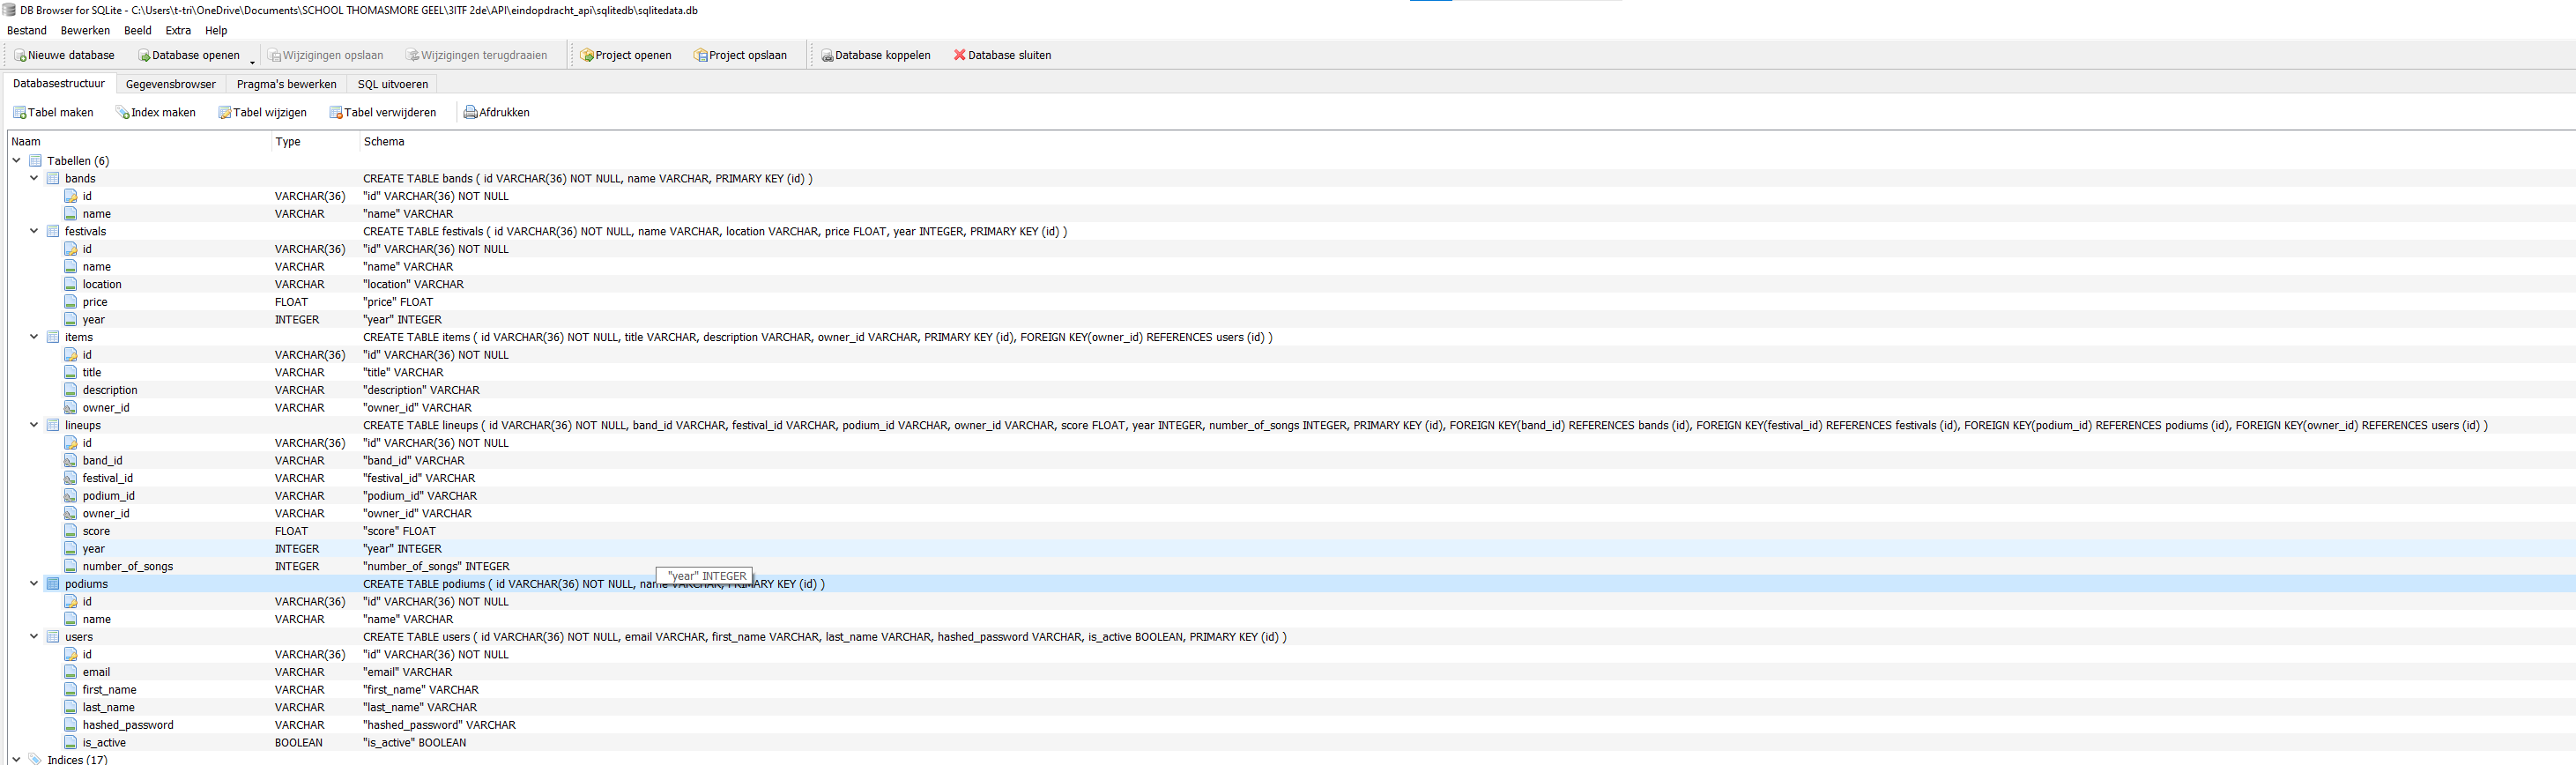 DB Browser for SQLite - C:\Users\t-tri\OneDrive\Documents\SCHOOL THOMASMORE GEEL\3ITF 2de\API\eindopdracht_api\sqlitedb\sqlitedata.db
Bestand Bewerken Beeld Extra Help
Nieuwe database Database openen Wijzigingen opslaan Wijzigingen terugdraaien Project openen Project opslaan Database koppelen Database sluiten
Databasestructuur Gegevensbrowser Pragma's bewerken SQL uitvoeren
Tabel maken Index maken Tabel wijzigen Tabel verwijderen Afdrukken
Naam Type Schema
Tabellen (6)
bands CREATE TABLE bands ( id VARCHAR(36) NOT NULL, name VARCHAR, PRIMARY KEY (id) )
id VARCHAR(36) "id" VARCHAR(36) NOT NULL
name VARCHAR "name" VARCHAR
festivals CREATE TABLE festivals ( id VARCHAR(36) NOT NULL, name VARCHAR, location VARCHAR, price FLOAT, year INTEGER, PRIMARY KEY (id) )
id VARCHAR(36) "id" VARCHAR(36) NOT NULL
name VARCHAR "name" VARCHAR
location VARCHAR "location" VARCHAR
price FLOAT "price" FLOAT
year INTEGER "year" INTEGER
items CREATE TABLE items ( id VARCHAR(36) NOT NULL, title VARCHAR, description VARCHAR, owner_id VARCHAR, PRIMARY KEY (id), FOREIGN KEY(owner_id) REFERENCES users (id) )
id VARCHAR(36) "id" VARCHAR(36) NOT NULL
title VARCHAR "title" VARCHAR
description VARCHAR "description" VARCHAR
owner_id VARCHAR "owner_id" VARCHAR
lineups CREATE TABLE lineups ( id VARCHAR(36) NOT NULL, band_id VARCHAR, festival_id VARCHAR, podium_id VARCHAR, owner_id VARCHAR, score FLOAT, year INTEGER, number_of_songs INTEGER, PRIMARY KEY (id), FOREIGN KEY(band_id) REFERENCES bands (id), FOREIGN KEY(festival_id) REFERENCES festivals (id), FOREIGN KEY(podium_id) REFERENCES podiums (id), FOREIGN KEY(owner_id) REFERENCES users (id) )
id VARCHAR(36) "id" VARCHAR(36) NOT NULL
band_id VARCHAR "band_id" VARCHAR
festival_id VARCHAR "festival_id" VARCHAR
podium_id VARCHAR "podium_id" VARCHAR
owner_id VARCHAR "owner_id" VARCHAR
score FLOAT "score" FLOAT
year INTEGER "year" INTEGER
number_of_songs INTEGER "number_of_songs" INTEGER
"year" INTEGER
podiums CREATE TABLE podiums ( id VARCHAR(36) NOT NULL, name VARCHAR, PRIMARY KEY (id) )
id VARCHAR(36) "id" VARCHAR(36) NOT NULL
name VARCHAR "name" VARCHAR
users CREATE TABLE users ( id VARCHAR(36) NOT NULL, email VARCHAR, first_name VARCHAR, last_name VARCHAR, hashed_password VARCHAR, is_active BOOLEAN, PRIMARY KEY (id) )
id VARCHAR(36) "id" VARCHAR(36) NOT NULL
email VARCHAR "email" VARCHAR
first_name VARCHAR "first_name" VARCHAR
last_name VARCHAR "last_name" VARCHAR
hashed_password VARCHAR "hashed_password" VARCHAR
is_active BOOLEAN "is_active" BOOLEAN
Indices (17)